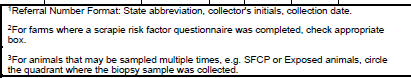 ¹Referral Number Format: State abbreviation, collector's initials, collection date.
²For farms where a scrapie risk factor questionnaire was completed, check appropriate
box.
³For animals that may be sampled multiple times, e.g. SFCP or Exposed animals, circle
the quadrant where the biopsy sample was collected.